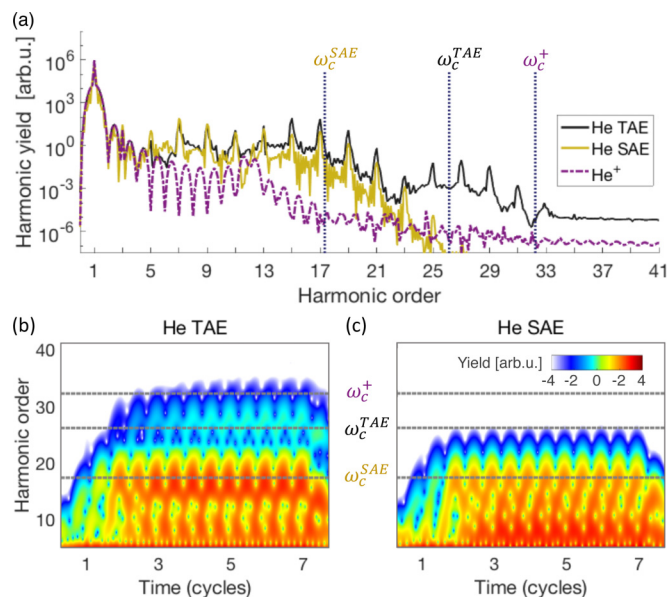 (a)
ω_c^{SAE} ω_c^{TAE} ω_c^+
Harmonic yield [arb.u.]
10^6
10^3
10^0
10^{-3}
10^{-6}
He TAE
He SAE
He^+
1 5 9 13 17 21 25 29 33 37 41
Harmonic order
(b) He TAE
40
30
20
10
Harmonic order
1 3 5 7
Time (cycles)
ω_c^+
ω_c^{TAE}
ω_c^{SAE}
(c) He SAE
Yield [arb.u.]
-4 -2 0 2 4
1 3 5 7
Time (cycles)